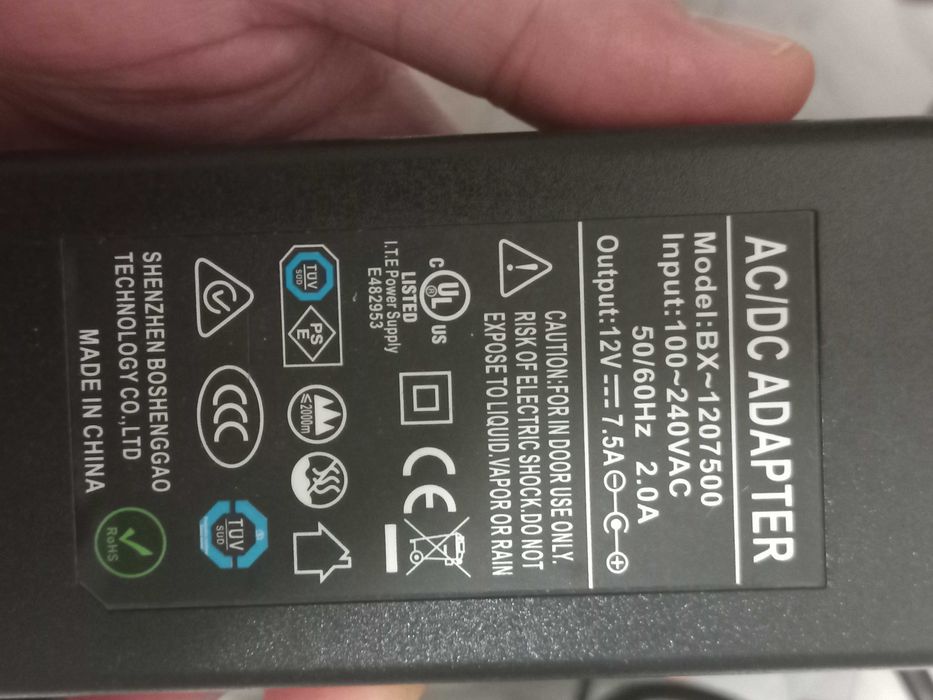 AC/DC ADAPTER
Model:BX~1207500
Input:100~240VAC
50/60Hz 2.0A
Output:12V⎓7.5A
CAUTION:FOR IN DOOR USE ONLY.
RISK OF ELECTRIC SHOCK.DO NOT
EXPOSE TO LIQUID.VAPOR OR RAIN
C UL US
®
LISTED
I.T.E Power Supply
E482953
CE
TÜV
SÜD
PS
E
≤2000m
CCC
TÜV
SÜD
SHENZHEN BOSHENGGAO
TECHNOLOGY CO.,LTD
MADE IN CHINA
RoHS